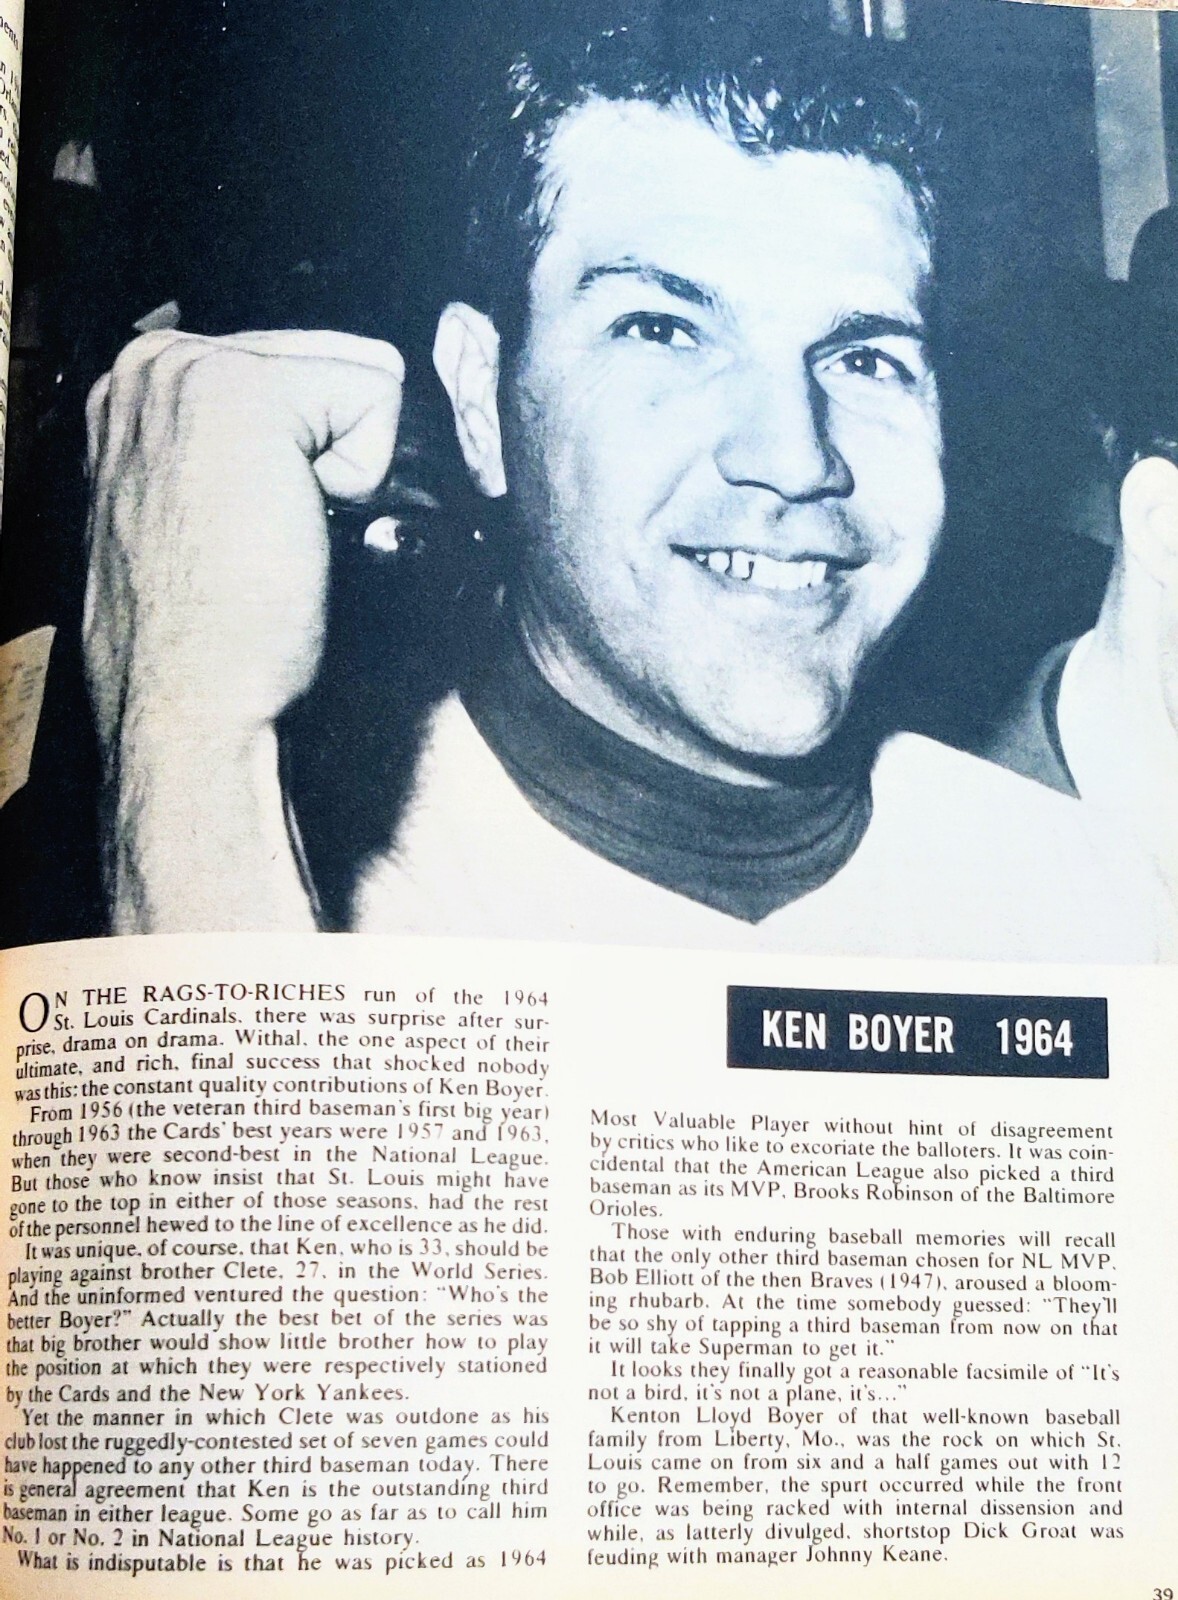 ON THE RAGS-TO-RICHES run of the 1964
St. Louis Cardinals, there was surprise after sur-
prise, drama on drama. Withal, the one aspect of their
ultimate, and rich, final success that shocked nobody
was this: the constant quality contributions of Ken Boyer.
From 1956 (the veteran third baseman's first big year)
through 1963 the Cards' best years were 1957 and 1963,
when they were second-best in the National League.
But those who know insist that St. Louis might have
gone to the top in either of those seasons, had the rest
of the personnel hewed to the line of excellence as he did.
It was unique, of course, that Ken, who is 33, should be
playing against brother Clete, 27, in the World Series.
And the uninformed ventured the question: "Who's the
better Boyer?" Actually the best bet of the series was
that big brother would show little brother how to play
the position at which they were respectively stationed
by the Cards and the New York Yankees.
Yet the manner in which Clete was outdone as his
club lost the ruggedly-contested set of seven games could
have happened to any other third baseman today. There
is general agreement that Ken is the outstanding third
baseman in either league. Some go as far as to call him
No. 1 or No. 2 in National League history.
What is indisputable is that he was picked as 1964
KEN BOYER 1964
Most Valuable Player without hint of disagreement
by critics who like to excoriate the balloters. It was coin-
cidental that the American League also picked a third
baseman as its MVP, Brooks Robinson of the Baltimore
Orioles.
Those with enduring baseball memories will recall
that the only other third baseman chosen for NL MVP,
Bob Elliott of the then Braves (1947), aroused a bloom-
ing rhubarb. At the time somebody guessed: "They'll
be so shy of tapping a third baseman from now on that
it will take Superman to get it."
It looks they finally got a reasonable facsimile of "It's
not a bird, it's not a plane, it's..."
Kenton Lloyd Boyer of that well-known baseball
family from Liberty, Mo., was the rock on which St.
Louis came on from six and a half games out with 12
to go. Remember, the spurt occurred while the front
office was being racked with internal dissension and
while, as latterly divulged, shortstop Dick Groat was
feuding with manager Johnny Keane.
39